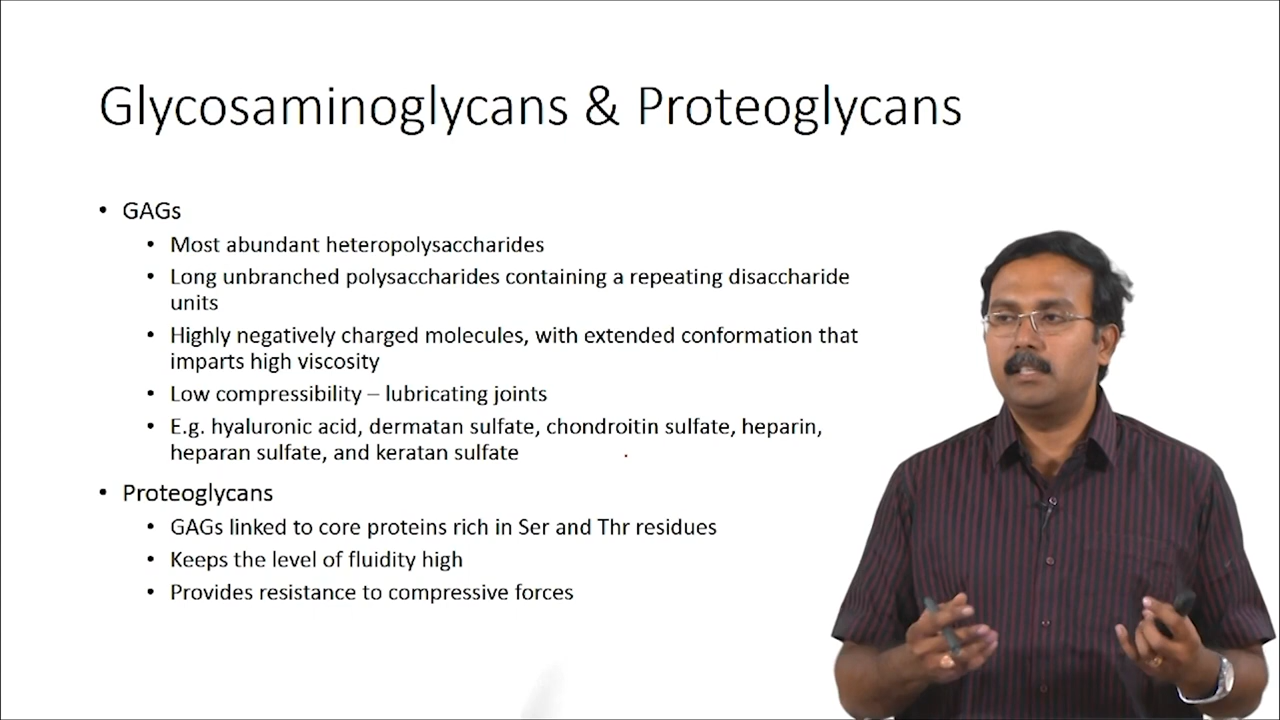 Glycosaminoglycans & Proteoglycans
• GAGs
• Most abundant heteropolysaccharides
• Long unbranched polysaccharides containing a repeating disaccharide
units
• Highly negatively charged molecules, with extended conformation that
imparts high viscosity
• Low compressibility – lubricating joints
• E.g. hyaluronic acid, dermatan sulfate, chondroitin sulfate, heparin,
heparan sulfate, and keratan sulfate
• Proteoglycans
• GAGs linked to core proteins rich in Ser and Thr residues
• Keeps the level of fluidity high
• Provides resistance to compressive forces